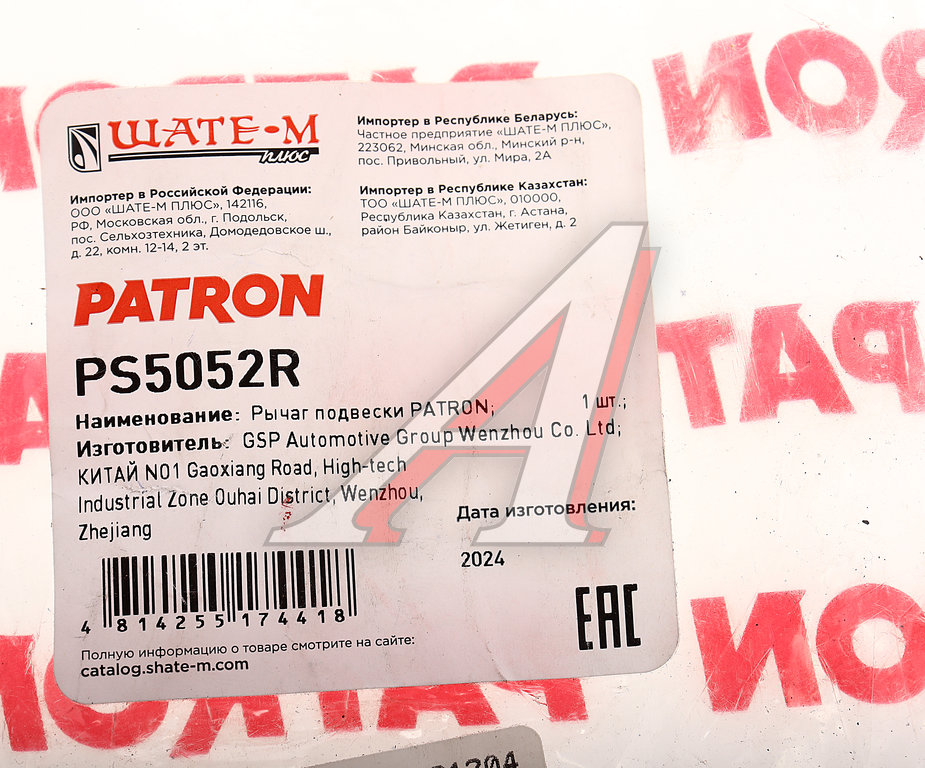 ШАТЕ-М
плюс
Импортер в Российской Федерации:
ООО «ШАТЕ-М ПЛЮС», 142116,
РФ, Московская обл., г. Подольск,
пос. Сельхозтехника, Домодедовское ш.,
д. 22, комн. 12-14, 2 эт.
Импортер в Республике Беларусь:
Частное предприятие «ШАТЕ-М ПЛЮС»,
223062, Минская обл., Минский р-н,
пос. Привольный, ул. Мира, 2А
Импортер в Республике Казахстан:
ТОО «ШАТЕ-М ПЛЮС», 010000,
Республика Казахстан, г. Астана,
район Байконыр, ул. Жетиген, д. 2
PATRON
PS5052R
Наименование: Рычаг подвески PATRON; 1 шт.;
Изготовитель: GSP Automotive Group Wenzhou Co. Ltd;
КИТАЙ NO1 Gaoxiang Road, High-tech
Industrial Zone Ouhai District, Wenzhou,
Zhejiang
Дата изготовления:
2024
4 814255 174418
EAC
Полную информацию о товаре смотрите на сайте:
catalog.shate-m.com